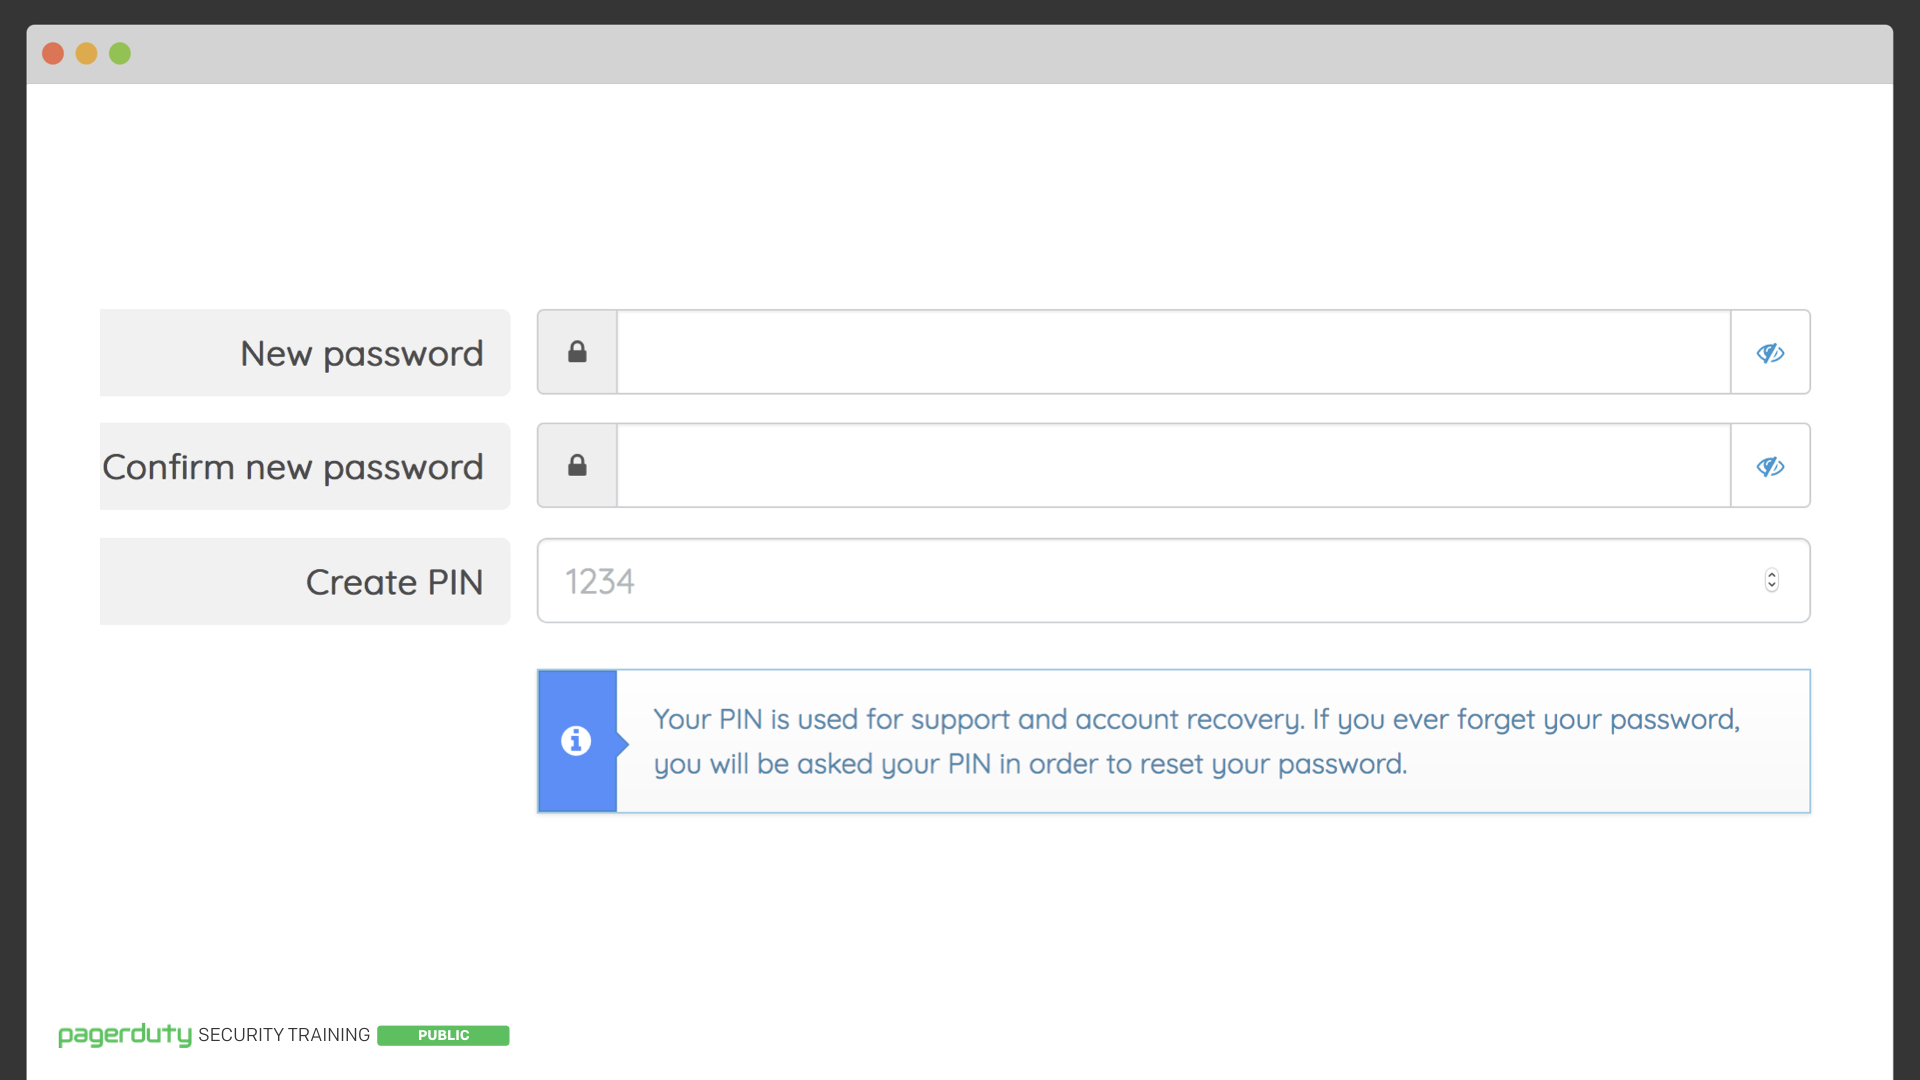 New password
Confirm new password
Create PIN
1234
Your PIN is used for support and account recovery. If you ever forget your password,
you will be asked your PIN in order to reset your password.
pagerduty SECURITY TRAINING PUBLIC